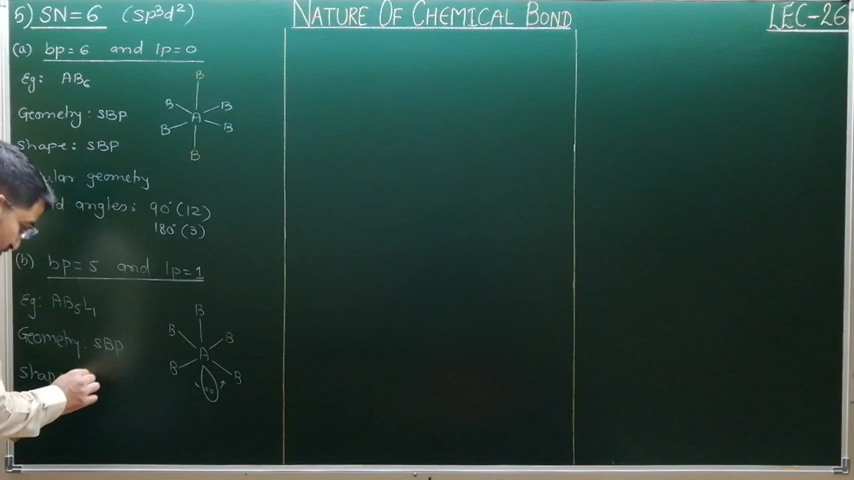 5) SN=6 (sp³d²)
NATURE OF CHEMICAL BOND
LEC-26
(a) bp=6 and lp=0
Eg: AB₆
Geometry: SBP
Shape: SBP
geometry
angles: 90° (12)
180° (3)
B
B
B
A
B
B
B
(b) bp=5 and lp=1
Eg: AB₅L₁
Geometry: SBP
B
B
B
A
B
B